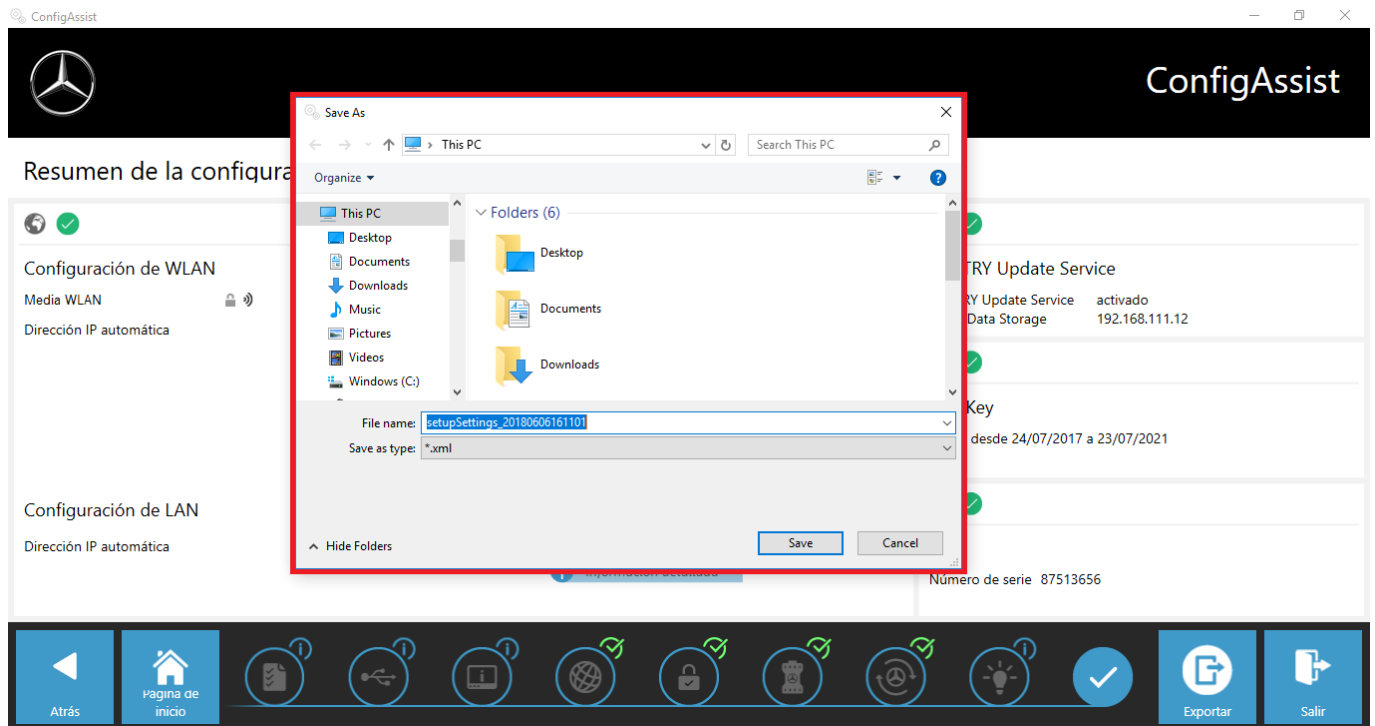 ConfigAssist
ConfigAssist
Resumen de la configura
Configuración de WLAN
Media WLAN
Dirección IP automática
Configuración de LAN
Dirección IP automática
Save As
This PC
Search This PC
Organize
This PC
Desktop
Documents
Downloads
Music
Pictures
Videos
Windows (C:)
Folders (6)
Desktop
Documents
Downloads
File name: setupSettings_20180606161101
Save as type: *.xml
Hide Folders
Save
Cancel
TRY Update Service
RY Update Service activado
Data Storage 192.168.111.12
Key
desde 24/07/2017 a 23/07/2021
Número de serie 87513656
Atrás
Página de
inicio
Exportar
Salir